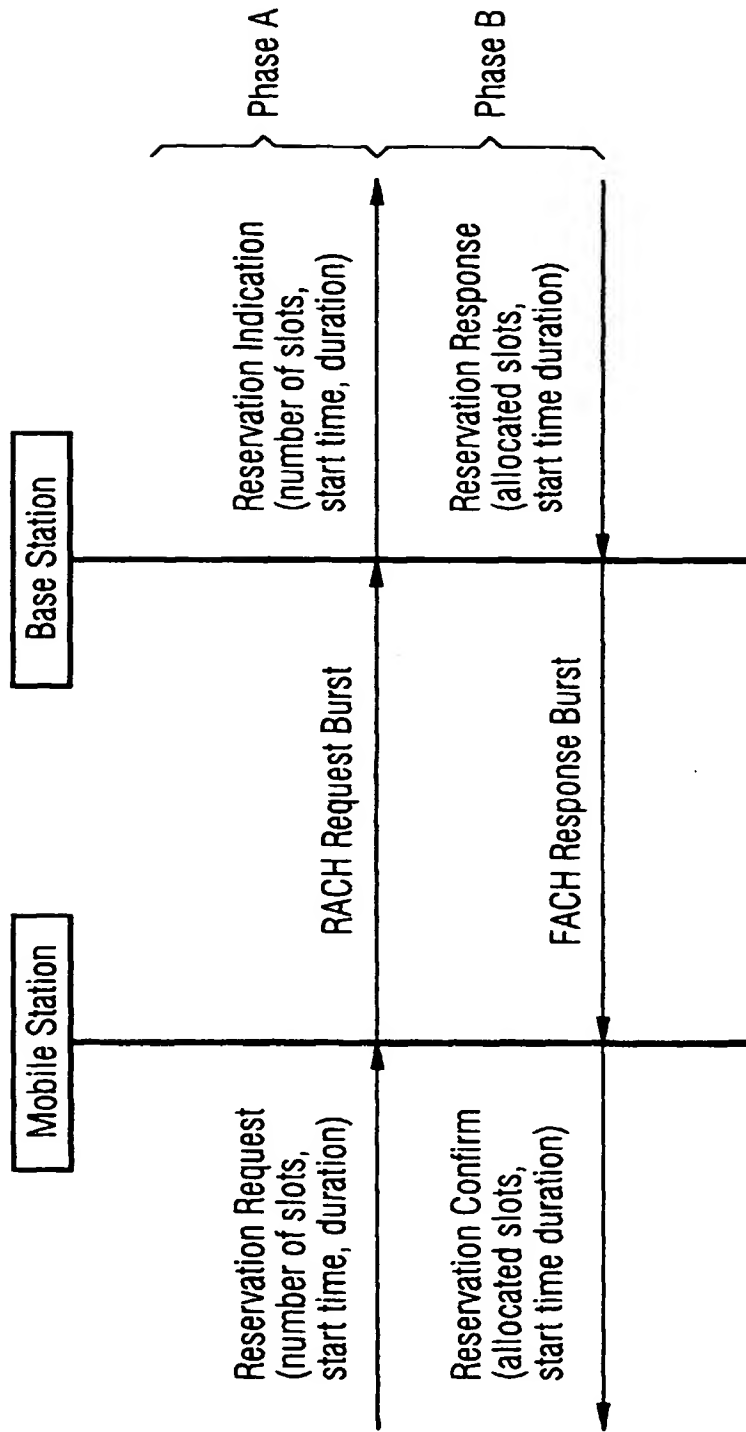 Mobile Station
Base Station
Reservation Request
(number of slots,
start time, duration)
RACH Request Burst
Reservation Indication
(number of slots,
start time, duration)
Phase A
Reservation Confirm
(allocated slots,
start time duration)
FACH Response Burst
Reservation Response
(allocated slots,
start time duration)
Phase B